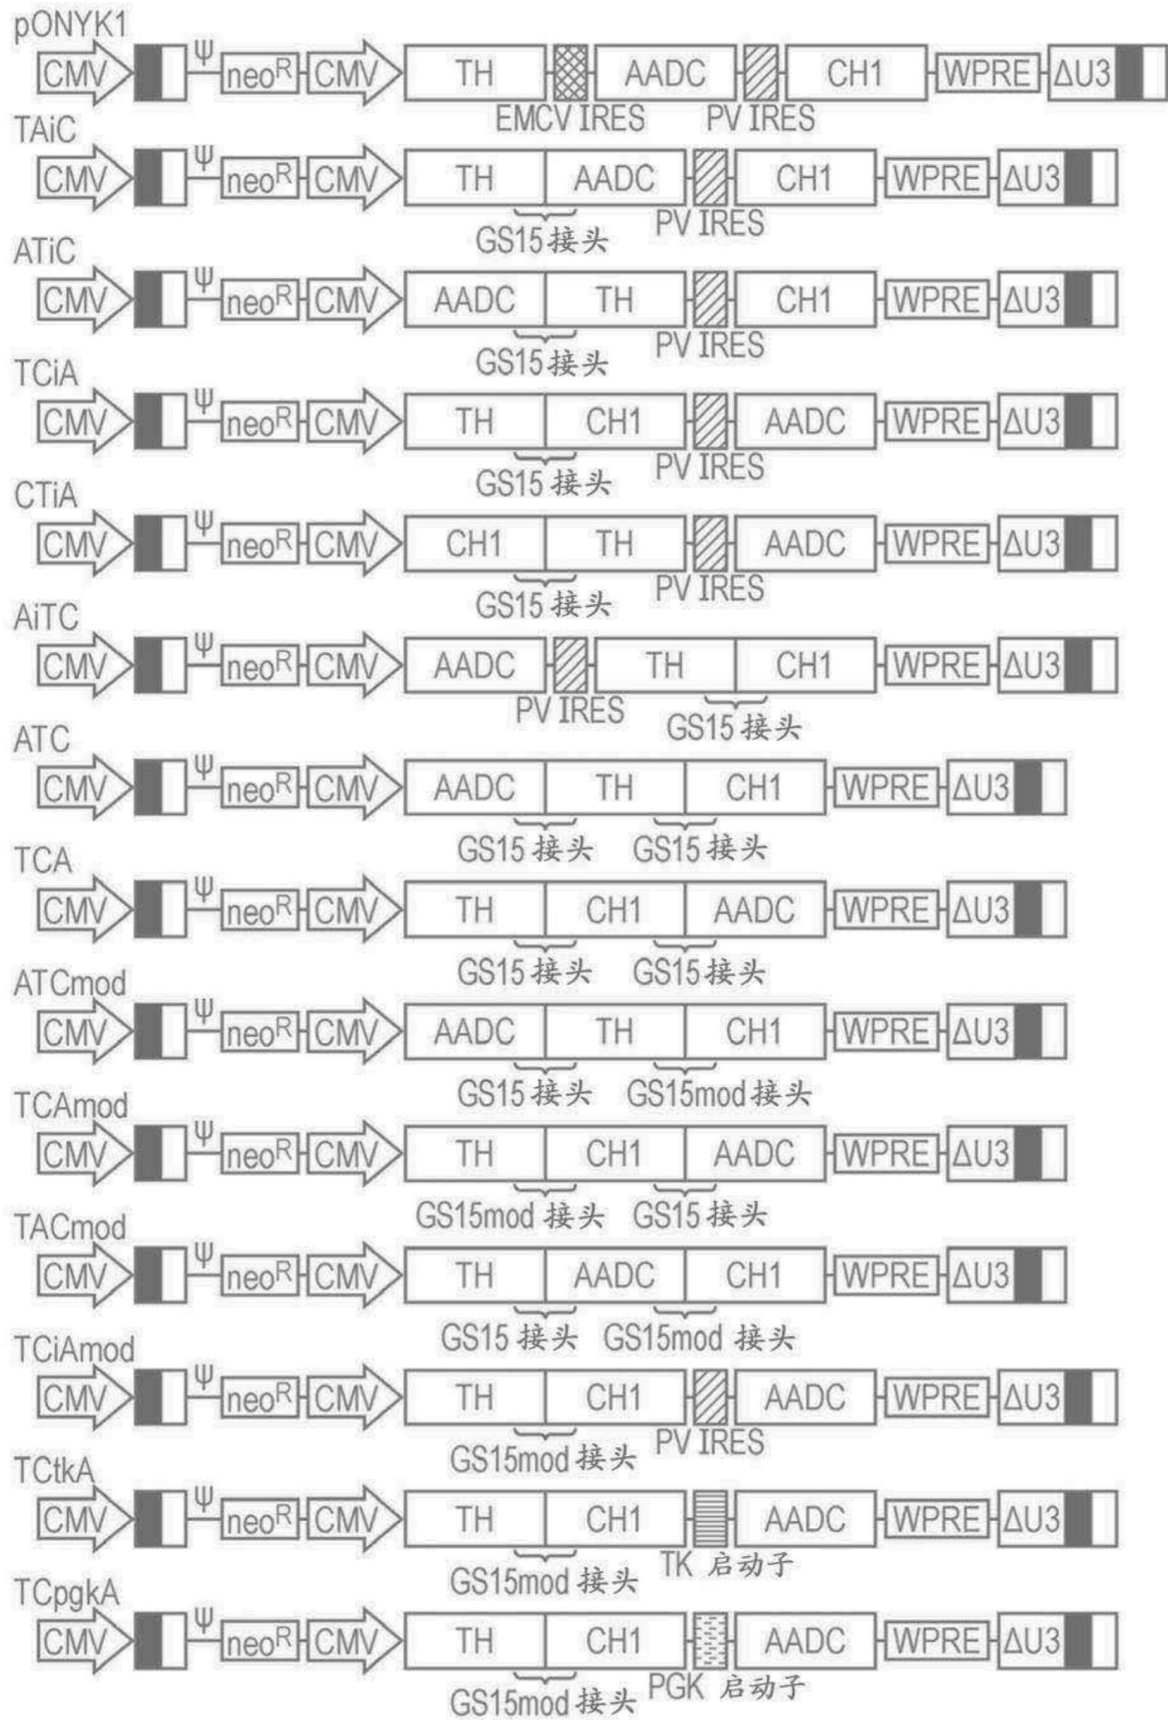 pONYK1
CMV ψ neoR CMV TH AADC CH1 WPRE ΔU3
EMCV IRES PV IRES
TAiC
CMV ψ neoR CMV TH AADC CH1 WPRE ΔU3
GS15 接头 PV IRES
ATiC
CMV ψ neoR CMV AADC TH CH1 WPRE ΔU3
GS15 接头 PV IRES
TCiA
CMV ψ neoR CMV TH CH1 AADC WPRE ΔU3
GS15 接头 PV IRES
CTiA
CMV ψ neoR CMV CH1 TH AADC WPRE ΔU3
GS15 接头 PV IRES
AiTC
CMV ψ neoR CMV AADC TH CH1 WPRE ΔU3
PV IRES GS15 接头
ATC
CMV ψ neoR CMV AADC TH CH1 WPRE ΔU3
GS15 接头 GS15 接头
TCA
CMV ψ neoR CMV TH CH1 AADC WPRE ΔU3
GS15 接头 GS15 接头
ATCmod
CMV ψ neoR CMV AADC TH CH1 WPRE ΔU3
GS15 接头 GS15mod 接头
TCAmod
CMV ψ neoR CMV TH CH1 AADC WPRE ΔU3
GS15mod 接头 GS15 接头
TACmod
CMV ψ neoR CMV TH AADC CH1 WPRE ΔU3
GS15 接头 GS15mod 接头
TCiAmod
CMV ψ neoR CMV TH CH1 AADC WPRE ΔU3
GS15mod 接头 PV IRES
TCtkA
CMV ψ neoR CMV TH CH1 AADC WPRE ΔU3
GS15mod 接头 TK 启动子
TCpgkA
CMV ψ neoR CMV TH CH1 AADC WPRE ΔU3
GS15mod 接头 PGK 启动子